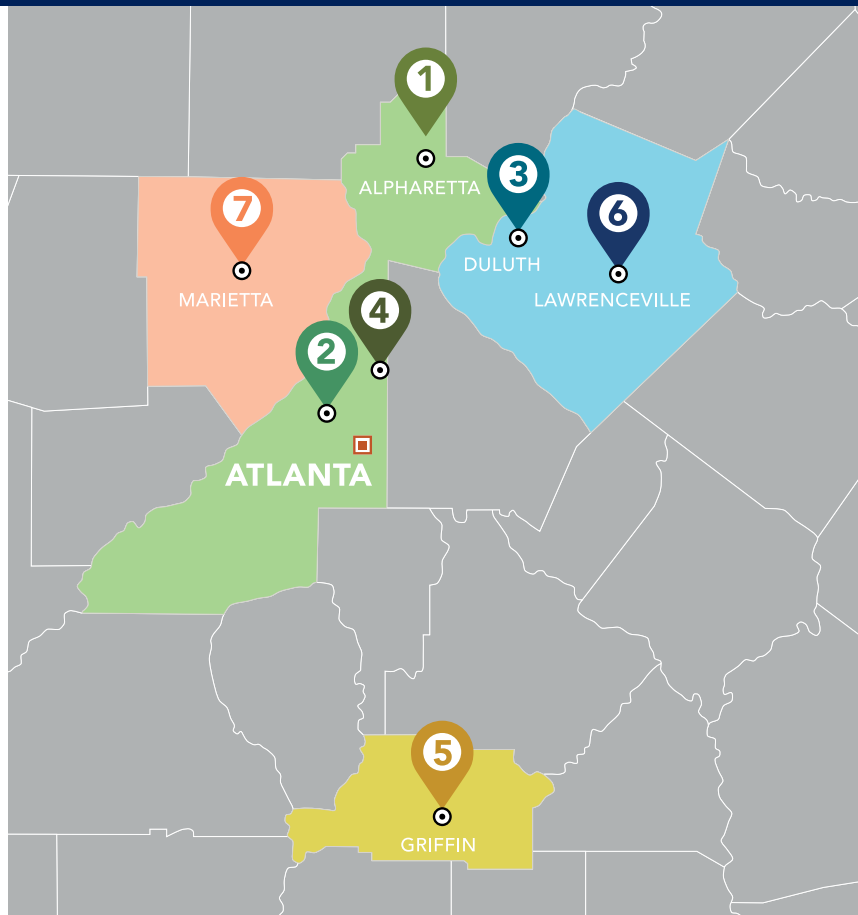 1
ALPHARETTA
3
7
6
DULUTH
MARIETTA
LAWRENCEVILLE
4
2
ATLANTA
5
GRIFFIN